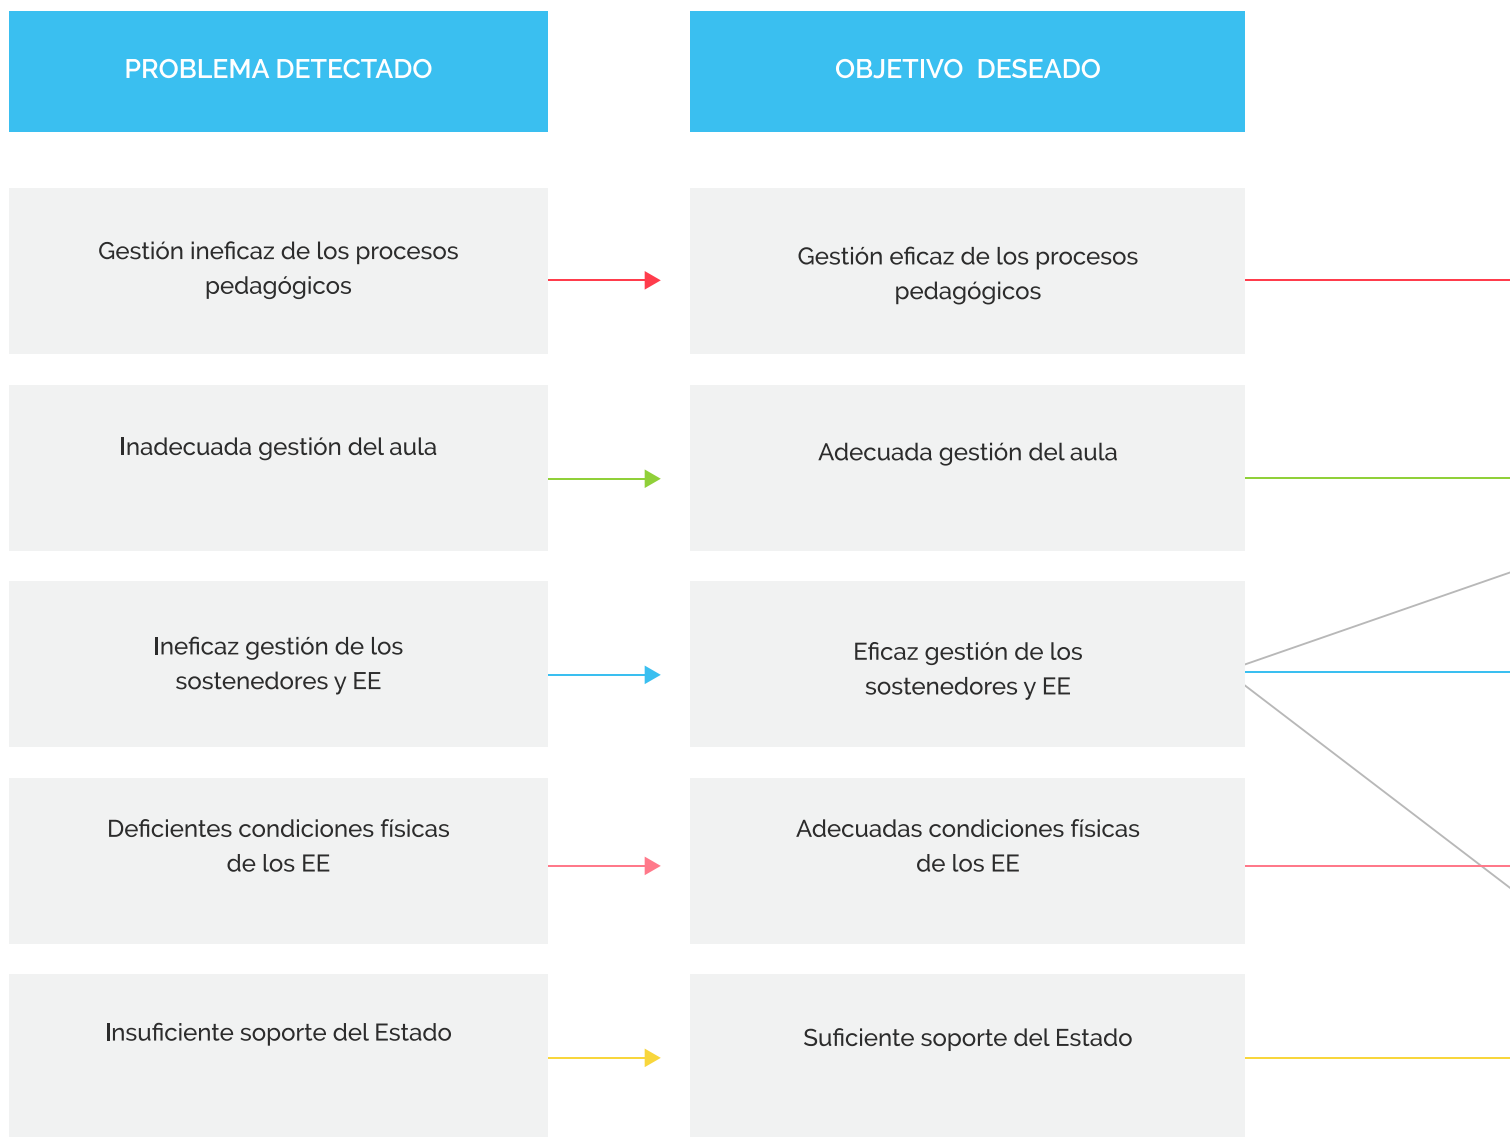 PROBLEMA DETECTADO
OBJETIVO DESEADO
Gestión ineficaz de los procesos
pedagógicos
Gestión eficaz de los procesos
pedagógicos
Inadecuada gestión del aula
Adecuada gestión del aula
Ineficaz gestión de los
sostenedores y EE
Eficaz gestión de los
sostenedores y EE
Deficientes condiciones físicas
de los EE
Adecuadas condiciones físicas
de los EE
Insuficiente soporte del Estado
Suficiente soporte del Estado